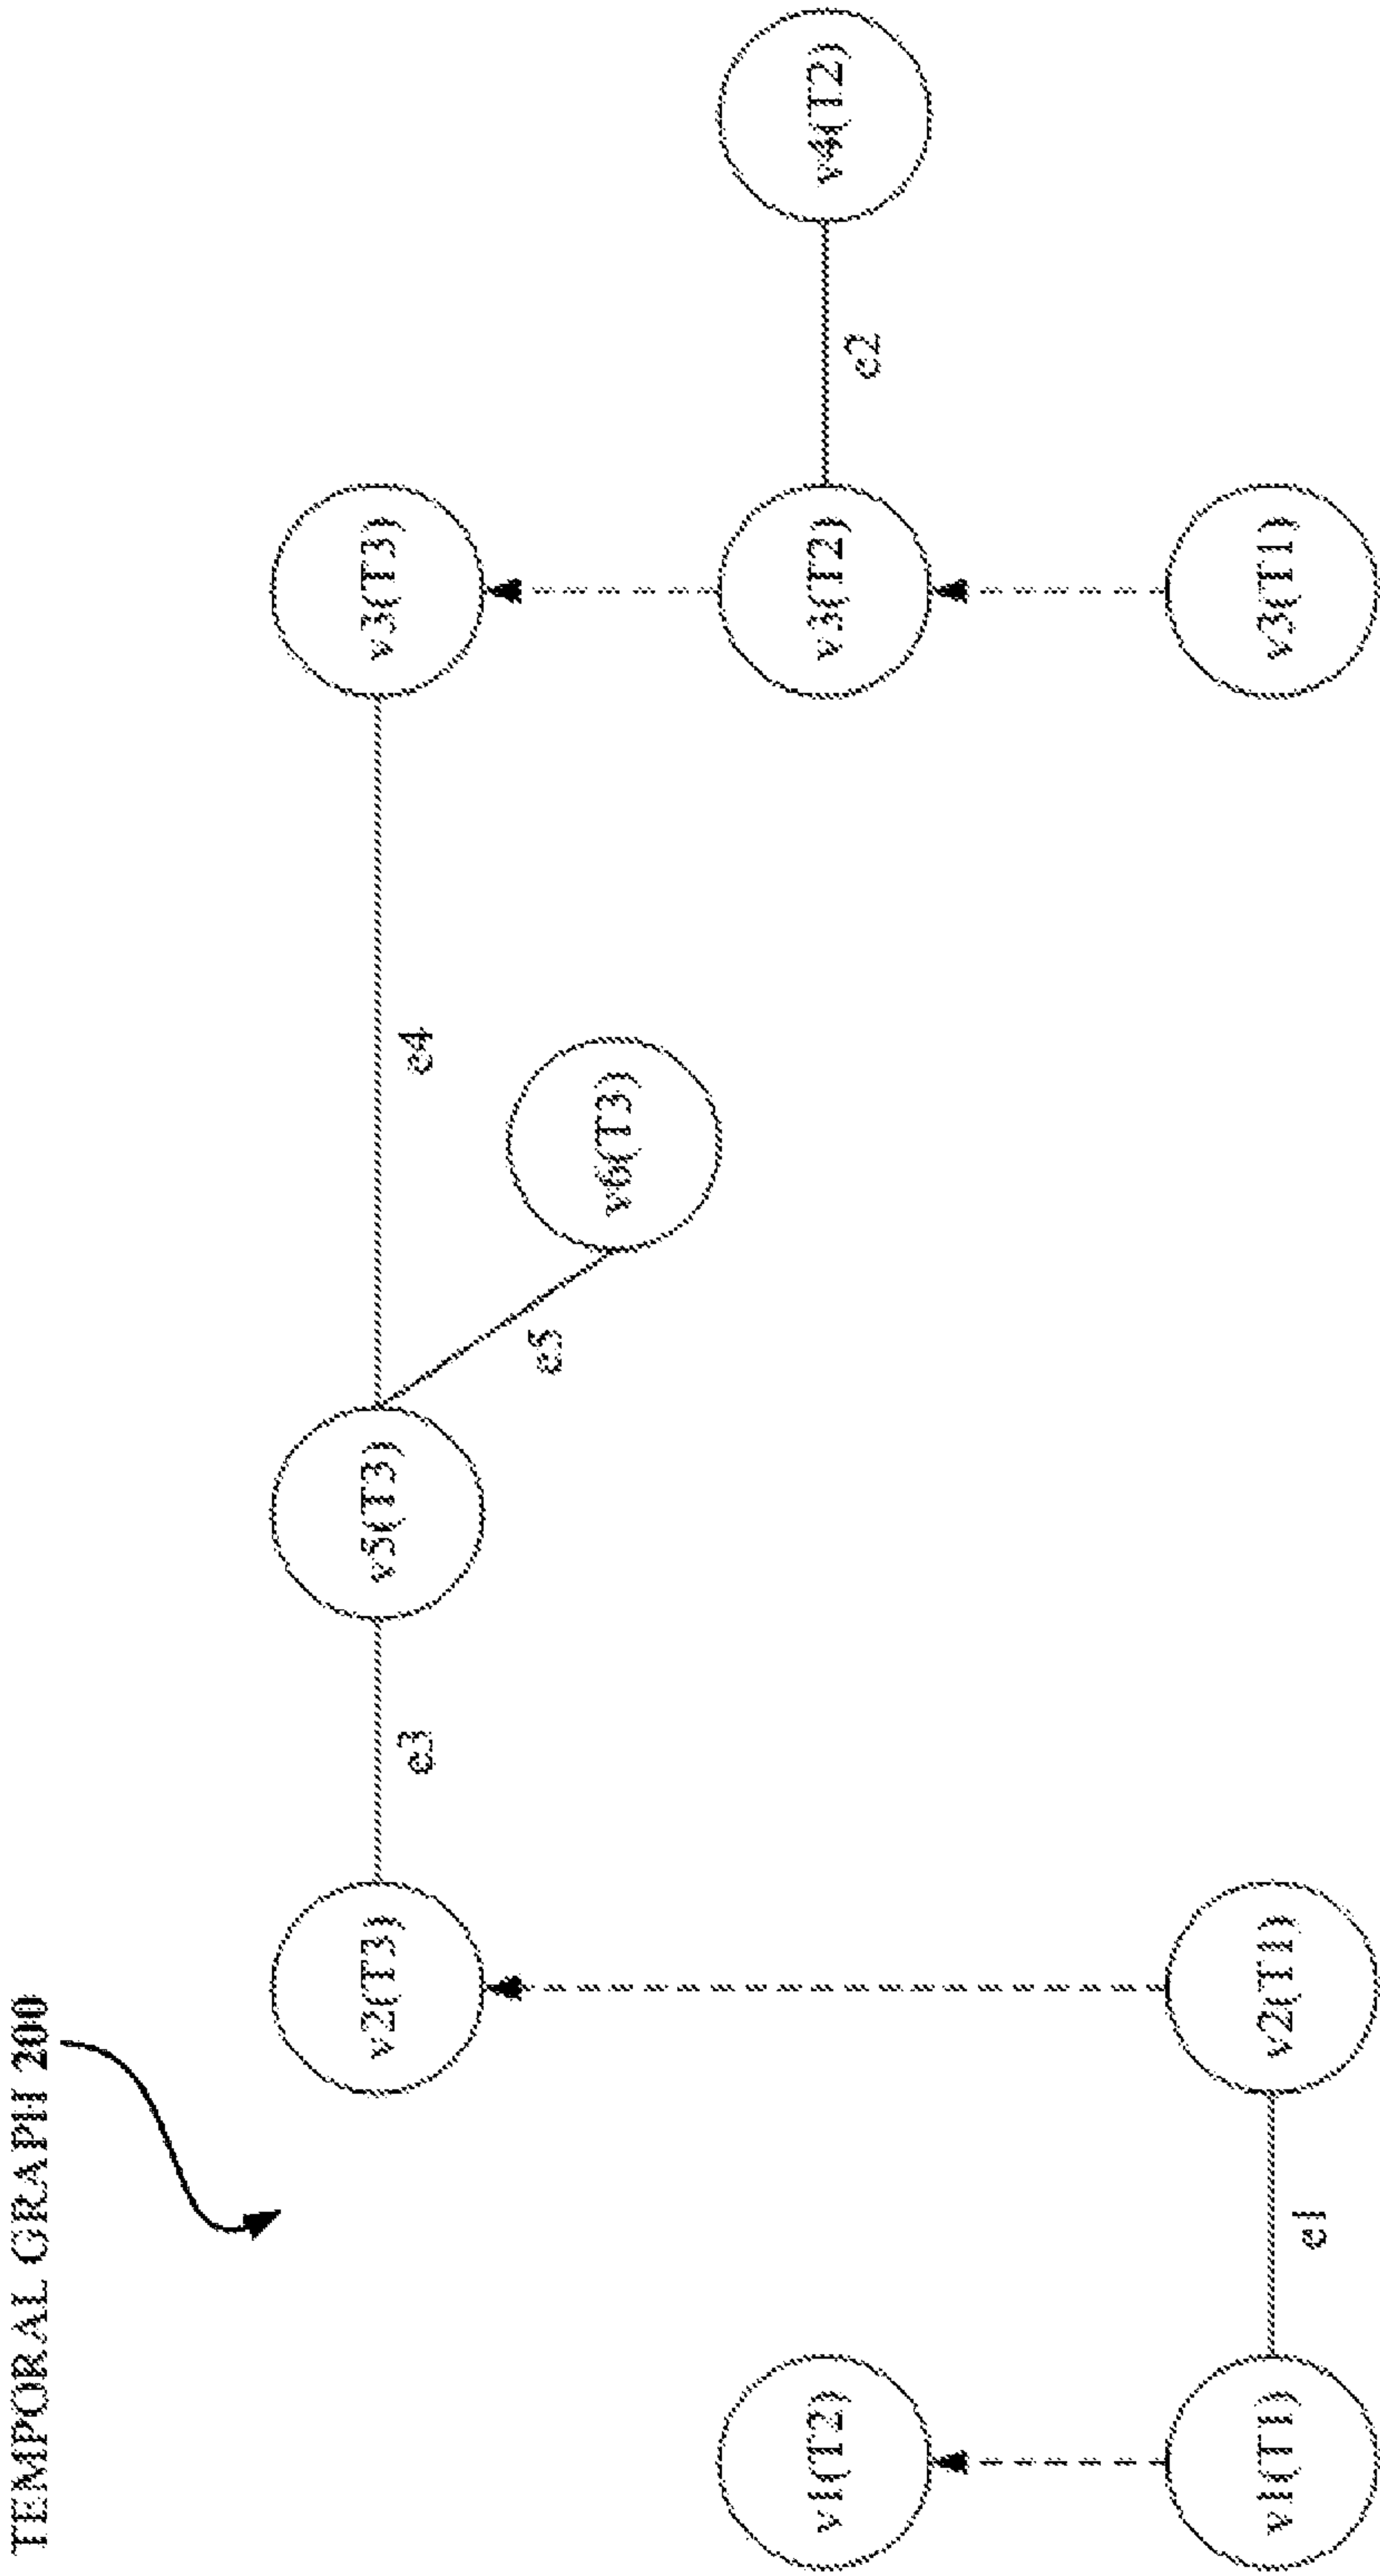 TEMPORAL GRAPH 200
v2(T3)
e3
v5(T3)
e5
v6(T3)
e4
v3(T3)
v1(T2)
v3(T2)
e2
v4(T2)
v1(T1)
e1
v2(T1)
v3(T1)